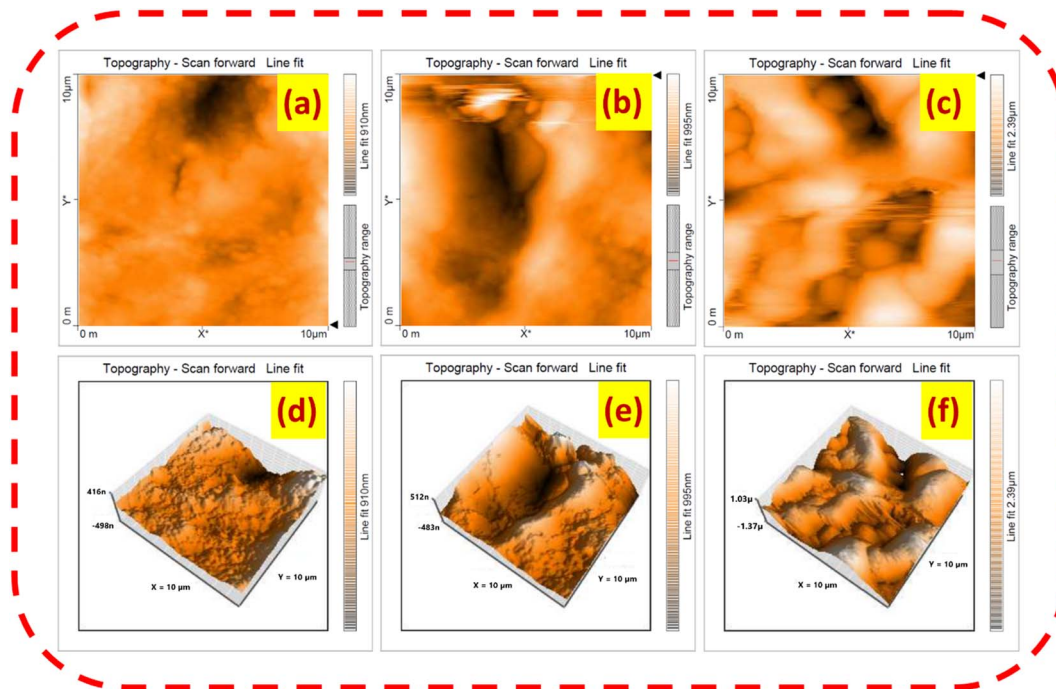 Topography - Scan forward Line fit
(a)
10µm
Y*
0 m
0 m
X*
10µm
Line fit 910nm
Topography range
Topography - Scan forward Line fit
(b)
10µm
Y*
0 m
0 m
X*
10µm
Line fit 995nm
Topography range
Topography - Scan forward Line fit
(c)
10µm
Y*
0 m
0 m
X*
10µm
Line fit 2.39µm
Topography range
Topography - Scan forward Line fit
(d)
416n
-498n
X = 10 µm
Y = 10 µm
Line fit 910nm
Topography - Scan forward Line fit
(e)
512n
-483n
X = 10 µm
Y = 10 µm
Line fit 995nm
Topography - Scan forward Line fit
(f)
1.03µ
-1.37µ
X = 10 µm
Y = 10 µm
Line fit 2.39µm